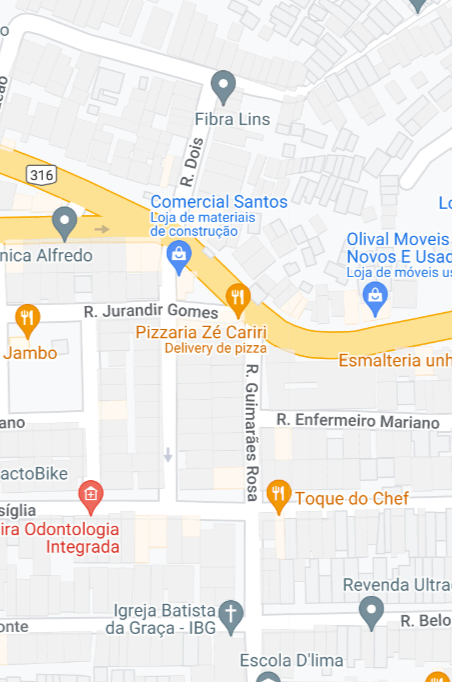 Fibra Lins
R. Dois
316
Comercial Santos
Loja de materiais
de construção
Lo
nica Alfredo
Olival Moveis
Novos E Usad
Loja de móveis us
R. Jurandir Gomes
Pizzaria Zé Cariri
Delivery de pizza
Jambo
Esmalteria unh
R. Guimarães Rosa
R. Enfermeiro Mariano
ano
actoBike
Toque do Chef
síglia
ira Odontologia
Integrada
Revenda Ultrag
Igreja Batista
da Graça - IBG
R. Belo
onte
Escola D'lima